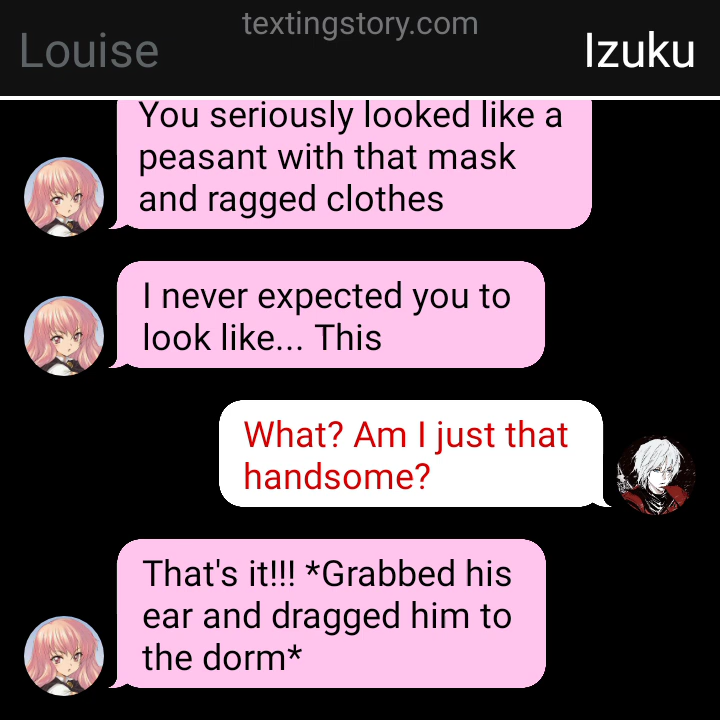 textingstory.com
Louise
Izuku
You seriously looked like a
peasant with that mask
and ragged clothes
I never expected you to
look like... This
What? Am I just that
handsome?
That's it!!! *Grabbed his
ear and dragged him to
the dorm*